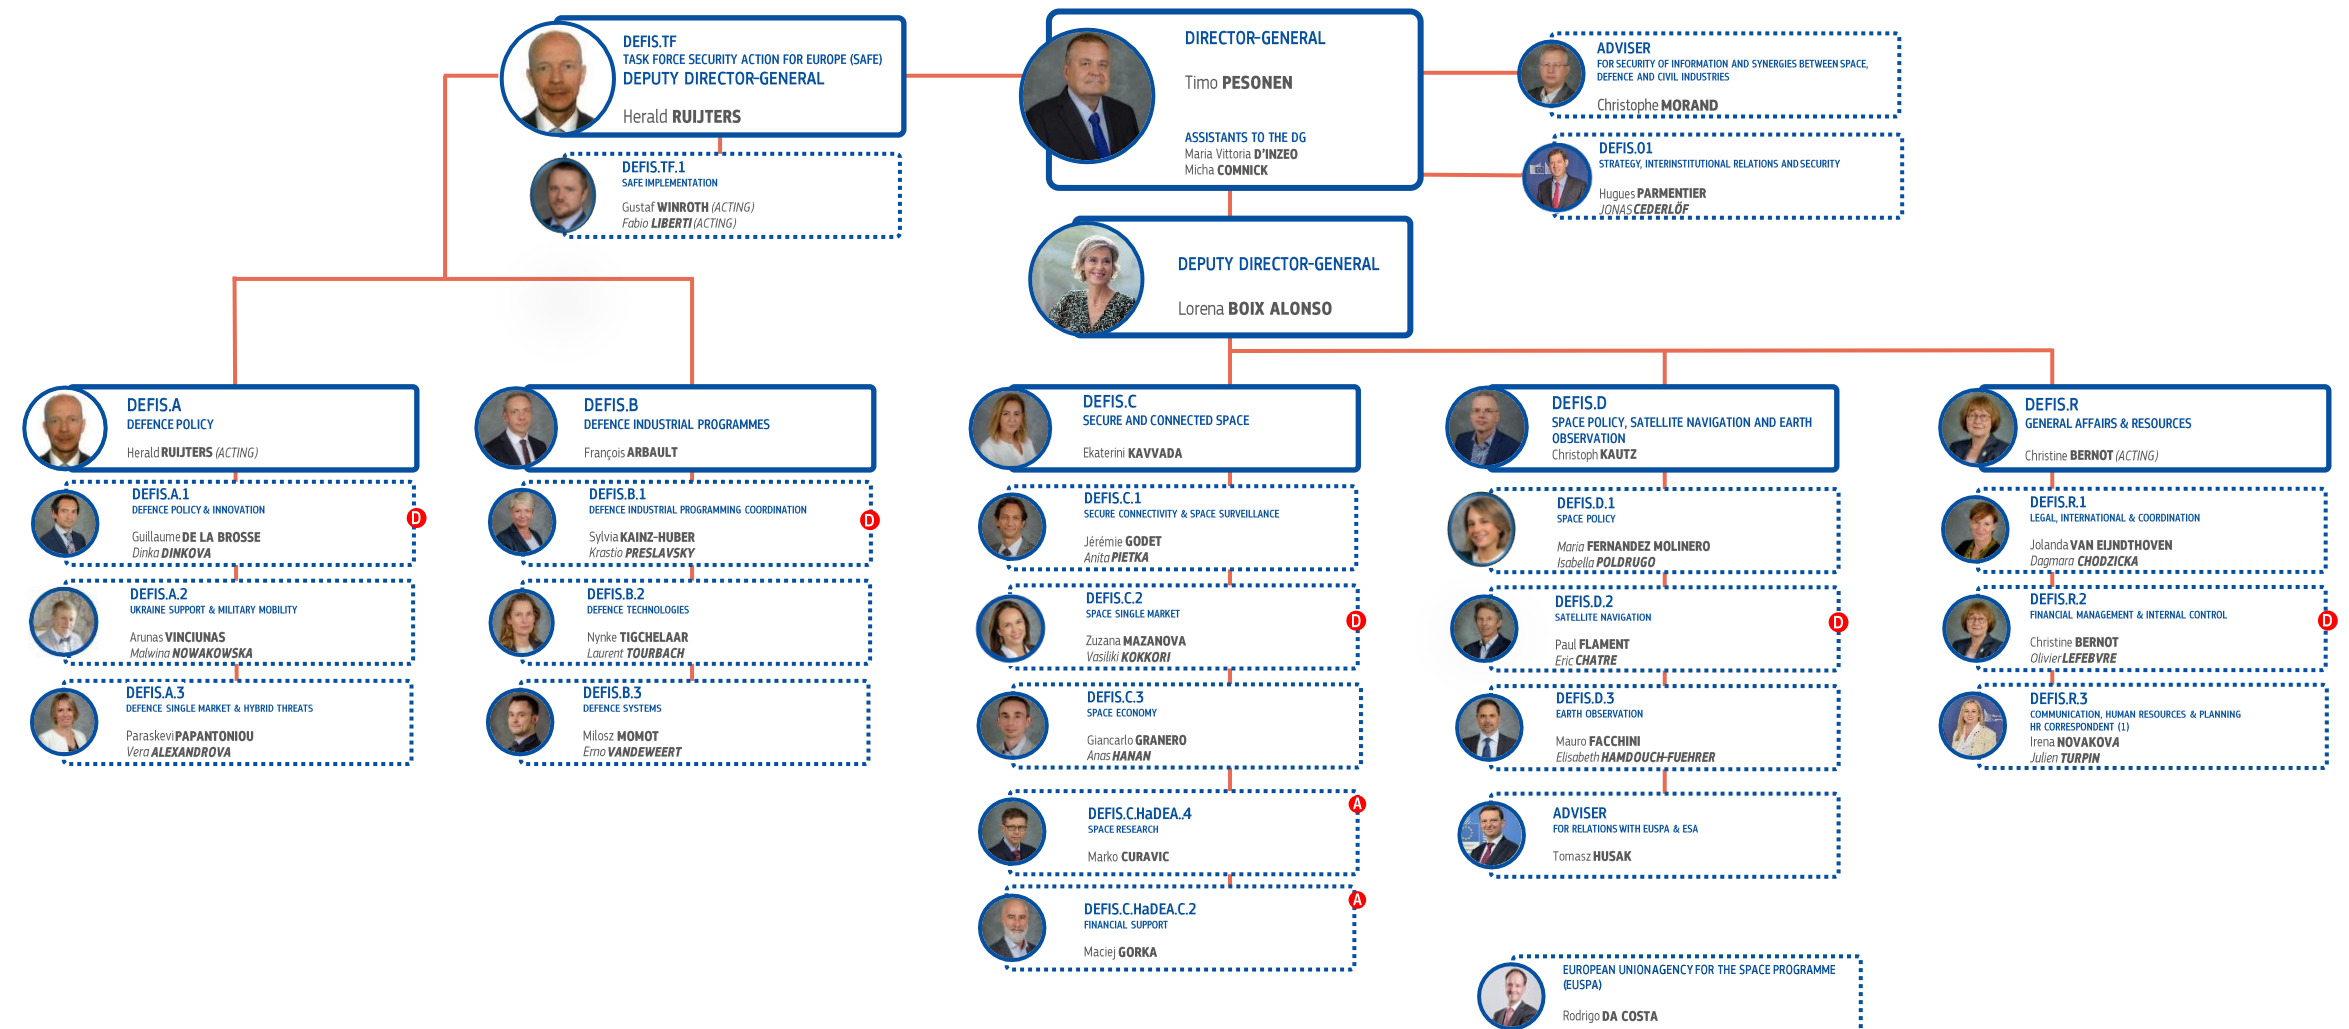 DEFIS.TF
TASK FORCE SECURITY ACTION FOR EUROPE (SAFE)
DEPUTY DIRECTOR-GENERAL
Herald RUIJTERS
DEFIS.TF.1
SAFE IMPLEMENTATION
Gustaf WINROTH (ACTING)
Fabio LIBERTI (ACTING)
DIRECTOR-GENERAL
Timo PESONEN
ASSISTANTS TO THE DG
Maria Vittoria D'INZEO
Micha COMNICK
ADVISER
FOR SECURITY OF INFORMATION AND SYNERGIES BETWEEN SPACE,
DEFENCE AND CIVIL INDUSTRIES
Christophe MORAND
DEFIS.01
STRATEGY, INTERINSTITUTIONAL RELATIONS AND SECURITY
Hugues PARMENTIER
JONAS CEDERLÖF
DEPUTY DIRECTOR-GENERAL
Lorena BOIX ALONSO
DEFIS.A
DEFENCE POLICY
Herald RUIJTERS (ACTING)
DEFIS.A.1
DEFENCE POLICY & INNOVATION
Guillaume DE LA BROSSE
Dinka DINKOVA
D
DEFIS.A.2
UKRAINE SUPPORT & MILITARY MOBILITY
Arunas VINCIUNAS
Malwina NOWAKOWSKA
DEFIS.A.3
DEFENCE SINGLE MARKET & HYBRID THREATS
Paraskevi PAPANTONIOU
Vera ALEXANDROVA
DEFIS.B
DEFENCE INDUSTRIAL PROGRAMMES
François ARBAULT
DEFIS.B.1
DEFENCE INDUSTRIAL PROGRAMMING COORDINATION
Sylvia KAINZ-HUBER
Krastio PRESLAVSKY
D
DEFIS.B.2
DEFENCE TECHNOLOGIES
Nynke TIGCHELAAR
Laurent TOURBACH
DEFIS.B.3
DEFENCE SYSTEMS
Milosz MOMOT
Erno VANDEWEERT
DEFIS.C
SECURE AND CONNECTED SPACE
Ekaterini KAVVADA
DEFIS.C.1
SECURE CONNECTIVITY & SPACE SURVEILLANCE
Jérémie GODET
Anita PIETKA
DEFIS.C.2
SPACE SINGLE MARKET
Zuzana MAZANOVA
Vasiliki KOKKORI
D
DEFIS.C.3
SPACE ECONOMY
Giancarlo GRANERO
Anas HANAN
DEFIS.C.HaDEA..4
SPACE RESEARCH
Marko CURAVIC
A
DEFIS.C.HaDEA.C.2
FINANCIAL SUPPORT
Maciej GORKA
A
DEFIS.D
SPACE POLICY, SATELLITE NAVIGATION AND EARTH
OBSERVATION
Christoph KAUTZ
DEFIS.D.1
SPACE POLICY
Maria FERNANDEZ MOLINERO
Isabella POLDRUGO
DEFIS.D.2
SATELLITE NAVIGATION
Paul FLAMENT
Eric CHATRE
D
DEFIS.D.3
EARTH OBSERVATION
Mauro FACCHINI
Elisabeth HAMDOUCH-FUEHRER
ADVISER
FOR RELATIONS WITH EUSPA & ESA
Tomasz HUSAK
EUROPEAN UNION AGENCY FOR THE SPACE PROGRAMME
(EUSPA)
Rodrigo DA COSTA
DEFIS.R
GENERAL AFFAIRS & RESOURCES
Christine BERNOT (ACTING)
DEFIS.R.1
LEGAL, INTERNATIONAL & COORDINATION
Jolanda VAN EIJNDTHOVEN
Dagmara CHODZICKA
DEFIS.R.2
FINANCIAL MANAGEMENT & INTERNAL CONTROL
Christine BERNOT
Olivier LEFEBVRE
D
DEFIS.R.3
COMMUNICATION, HUMAN RESOURCES & PLANNING
HR CORRESPONDENT (1)
Irena NOVAKOVA
Julien TURPIN